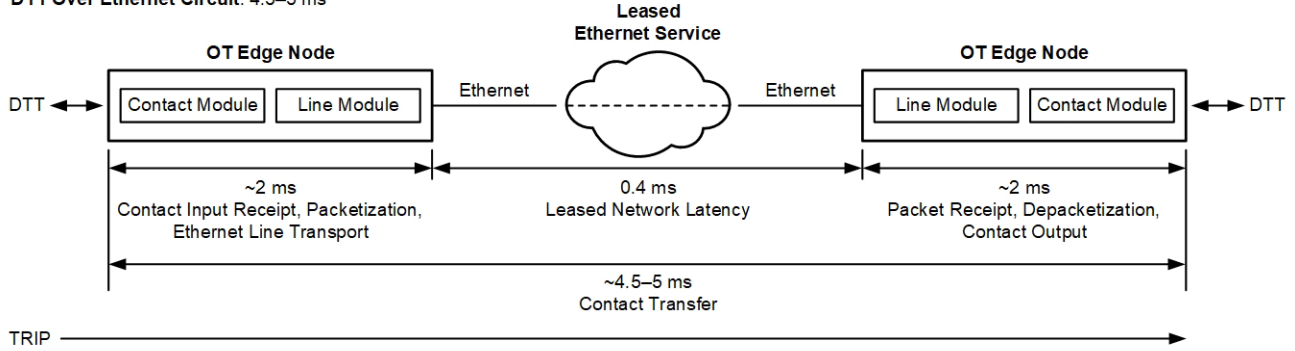 DTT Over Ethernet Circuit: 4.5–5 ms
Leased
Ethernet Service
OT Edge Node
OT Edge Node
DTT
Contact Module
Line Module
Ethernet
Ethernet
Line Module
Contact Module
DTT
~2 ms
Contact Input Receipt, Packetization,
Ethernet Line Transport
0.4 ms
Leased Network Latency
~2 ms
Packet Receipt, Depacketization,
Contact Output
~4.5–5 ms
Contact Transfer
TRIP